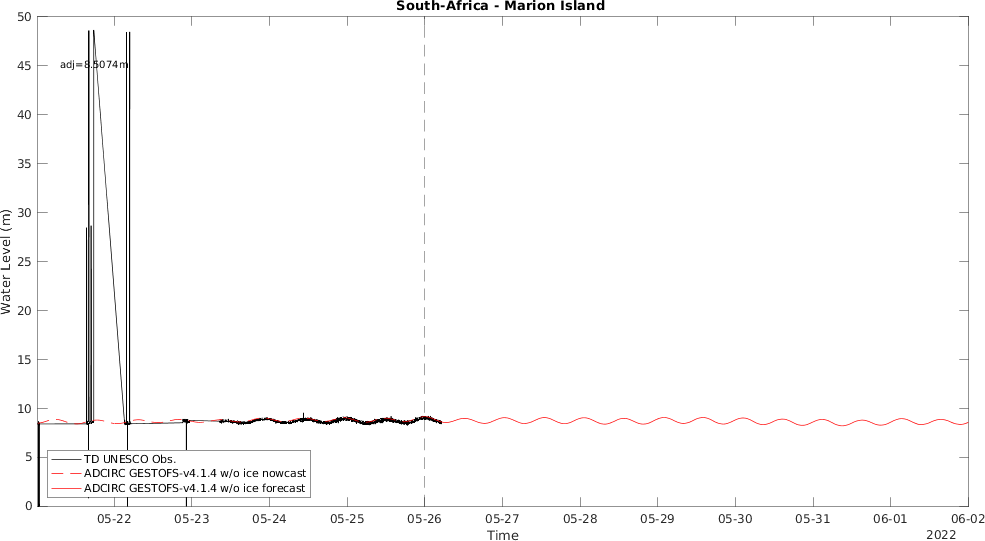 South-Africa - Marion Island
50
45
40
35
30
25
20
15
10
5
0
Water Level (m)
adj=8.5074m
TD UNESCO Obs.
ADCIRC GESTOFS-v4.1.4 w/o ice nowcast
ADCIRC GESTOFS-v4.1.4 w/o ice forecast
05-22 05-23 05-24 05-25 05-26 05-27 05-28 05-29 05-30 05-31 06-01 06-02
Time
2022